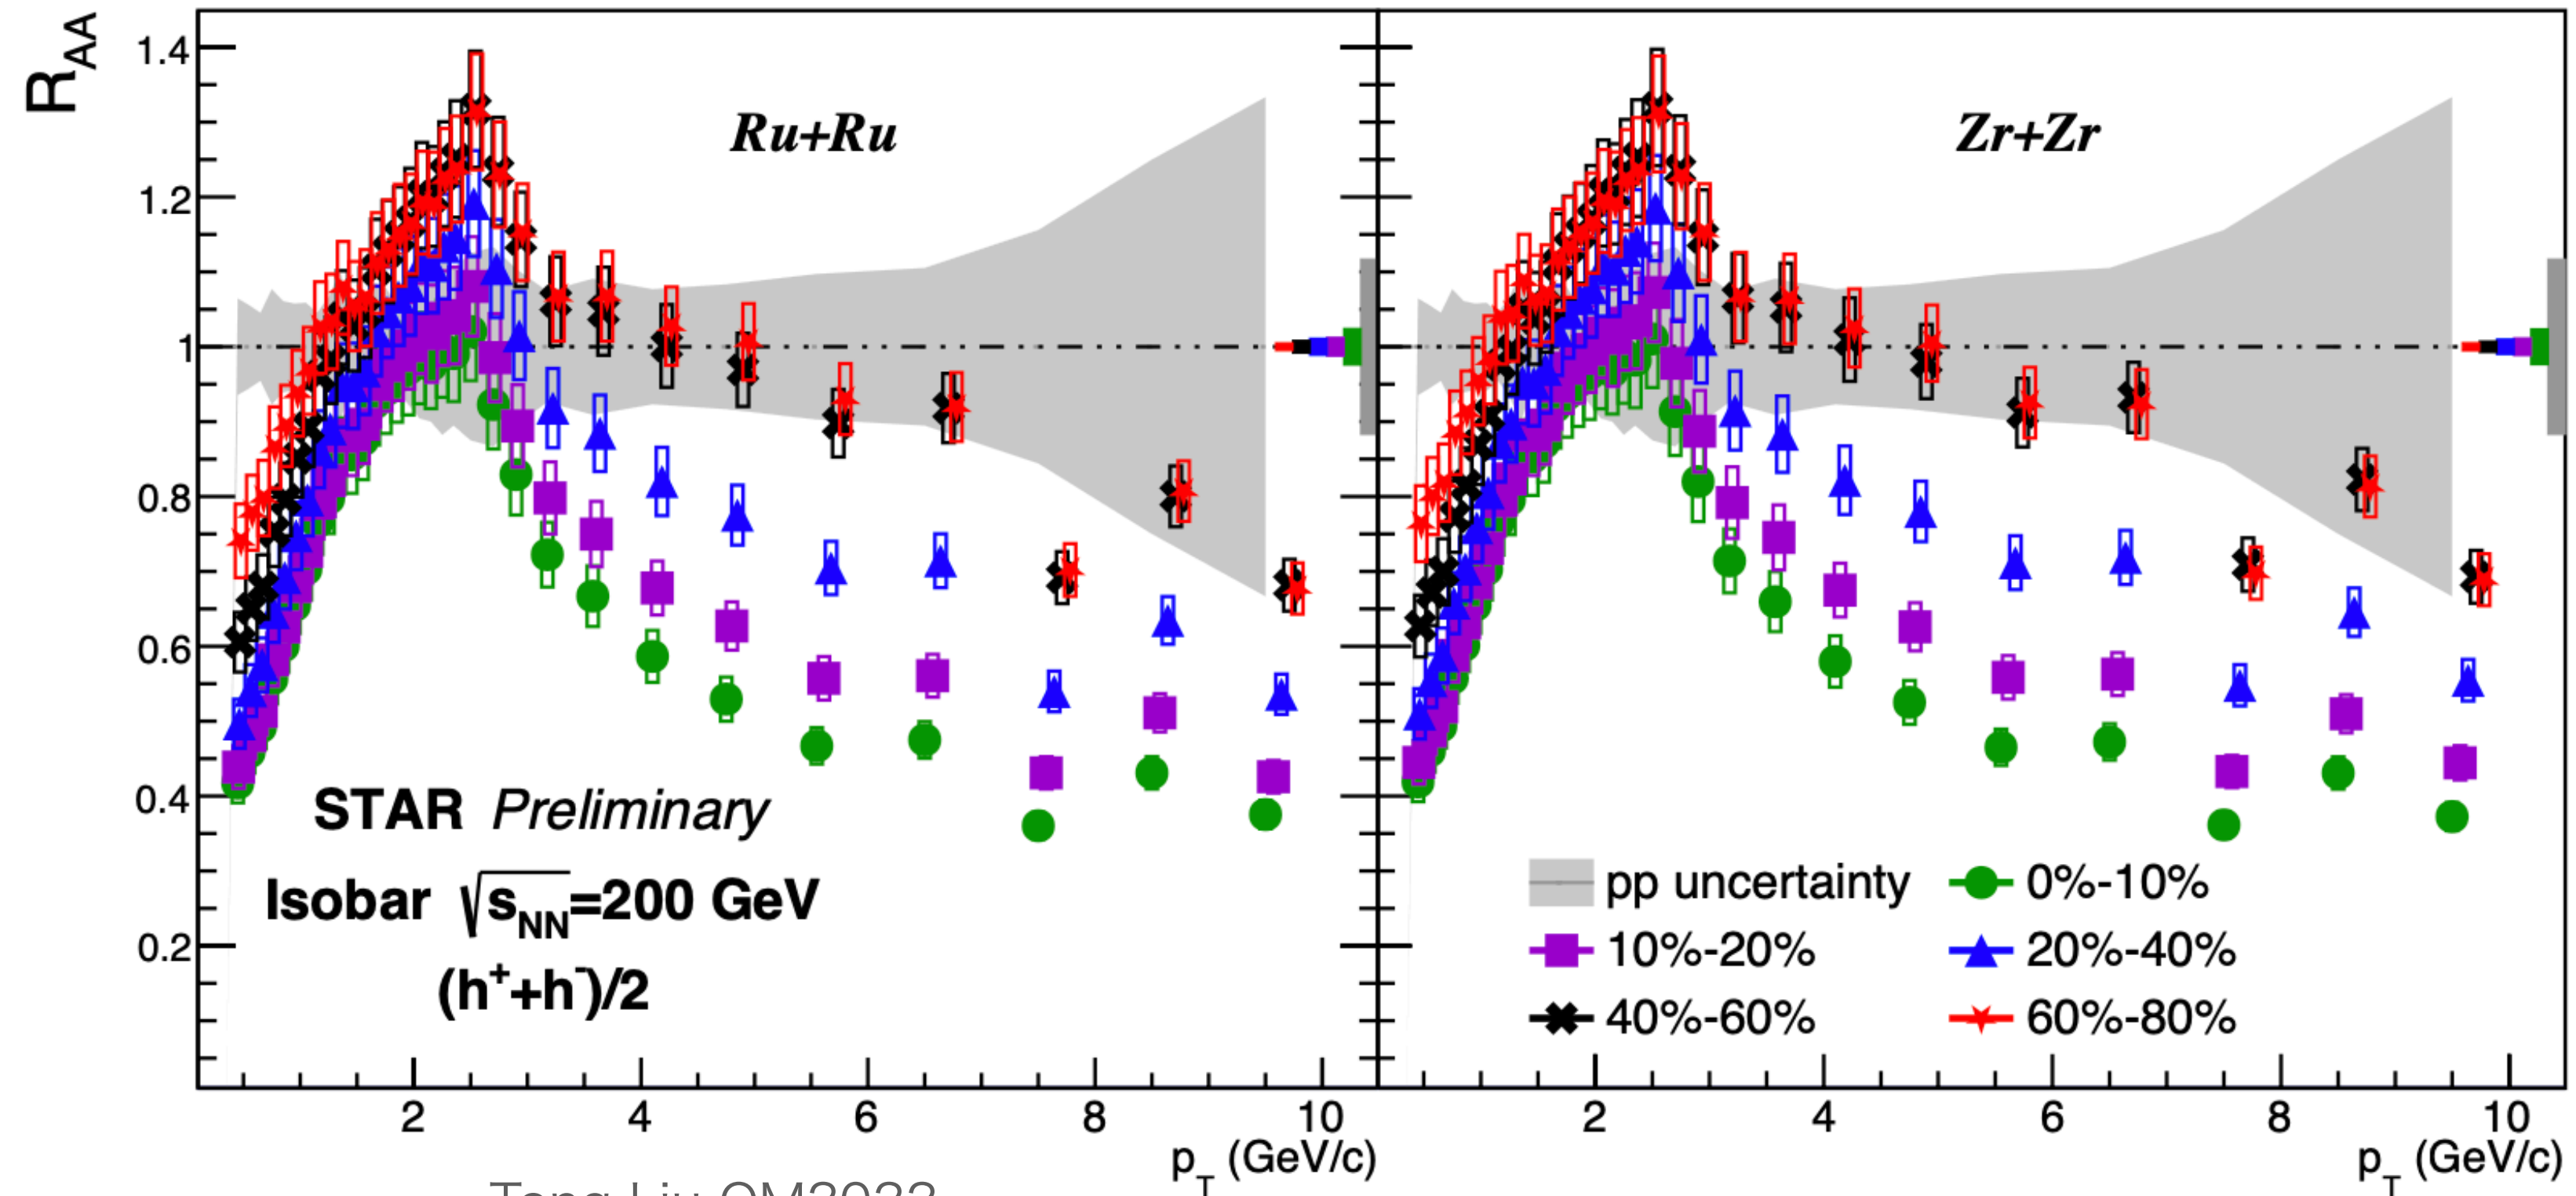 R_AA
1.4
1.2
1
0.8
0.6
0.4
0.2
Ru+Ru
STAR Preliminary
Isobar √s_NN=200 GeV
(h⁺+h⁻)/2
2 4 6 8 10
p_T (GeV/c)
Zr+Zr
pp uncertainty 0%-10%
10%-20% 20%-40%
40%-60% 60%-80%
2 4 6 8 10
p_T (GeV/c)